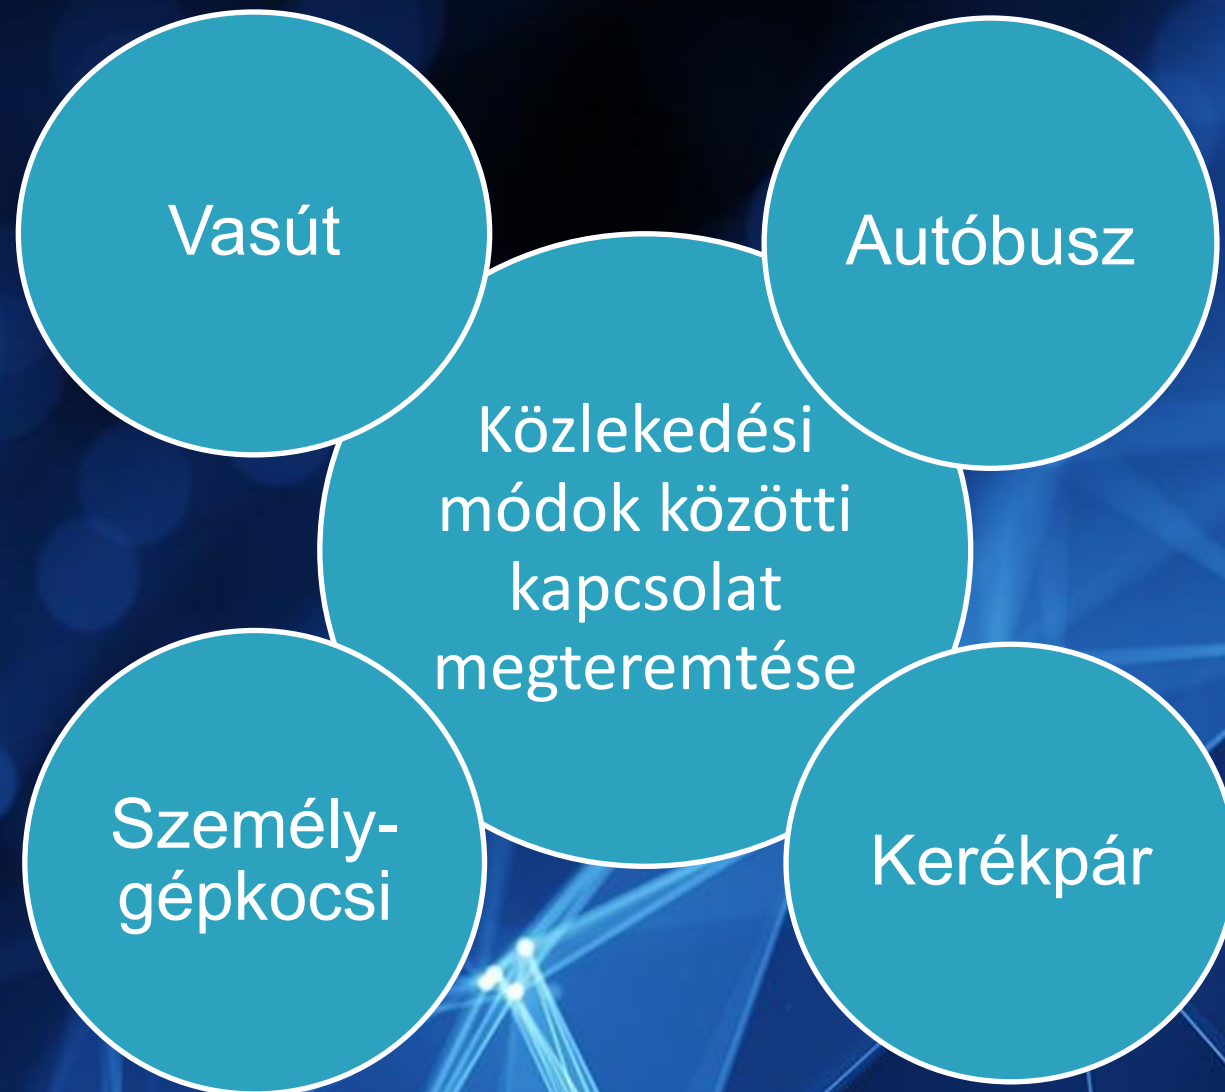 Vasút
Autóbusz
Közlekedési
módok közötti
kapcsolat
megteremtése
Személy-
gépkocsi
Kerékpár